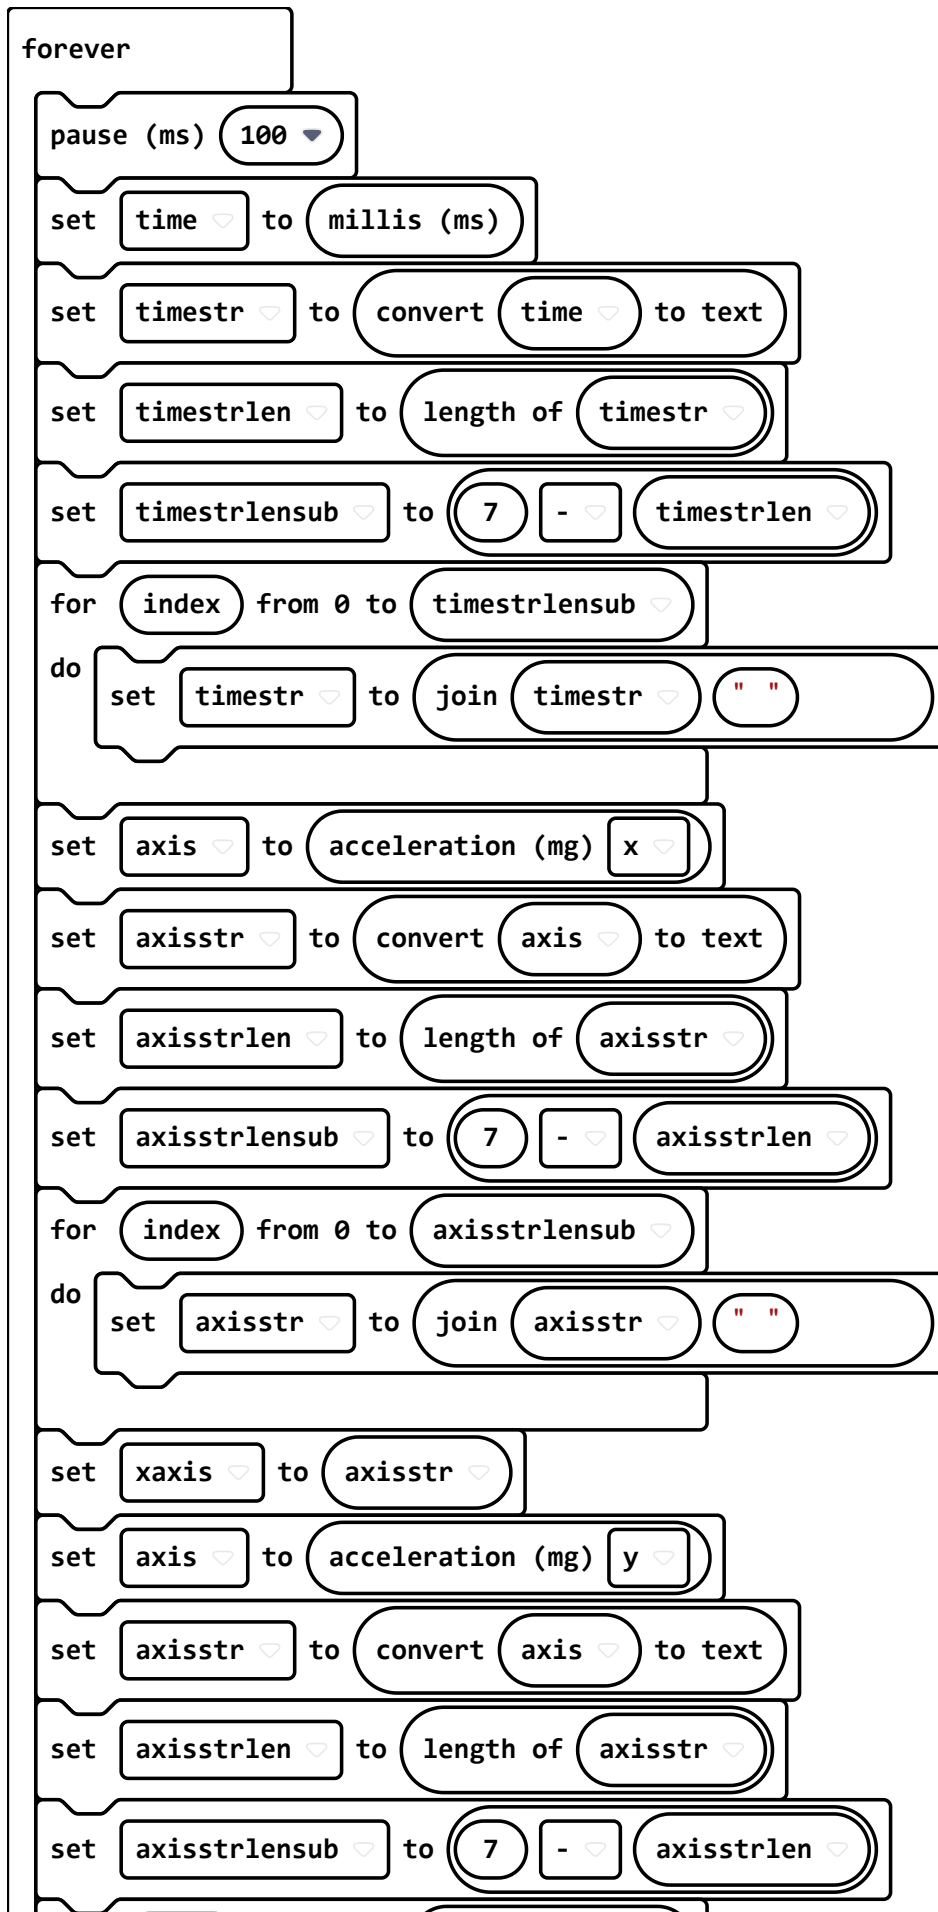 forever
pause (ms) 100
set time to millis (ms)
set timestr to convert time to text
set timestrlen to length of timestr
set timestrlensub to 7 - timestrlen
for index from 0 to timestrlensub
do
set timestr to join timestr " "
set axis to acceleration (mg) x
set axisstr to convert axis to text
set axisstrlen to length of axisstr
set axisstrlensub to 7 - axisstrlen
for index from 0 to axisstrlensub
do
set axisstr to join axisstr " "
set xaxis to axisstr
set axis to acceleration (mg) y
set axisstr to convert axis to text
set axisstrlen to length of axisstr
set axisstrlensub to 7 - axisstrlen